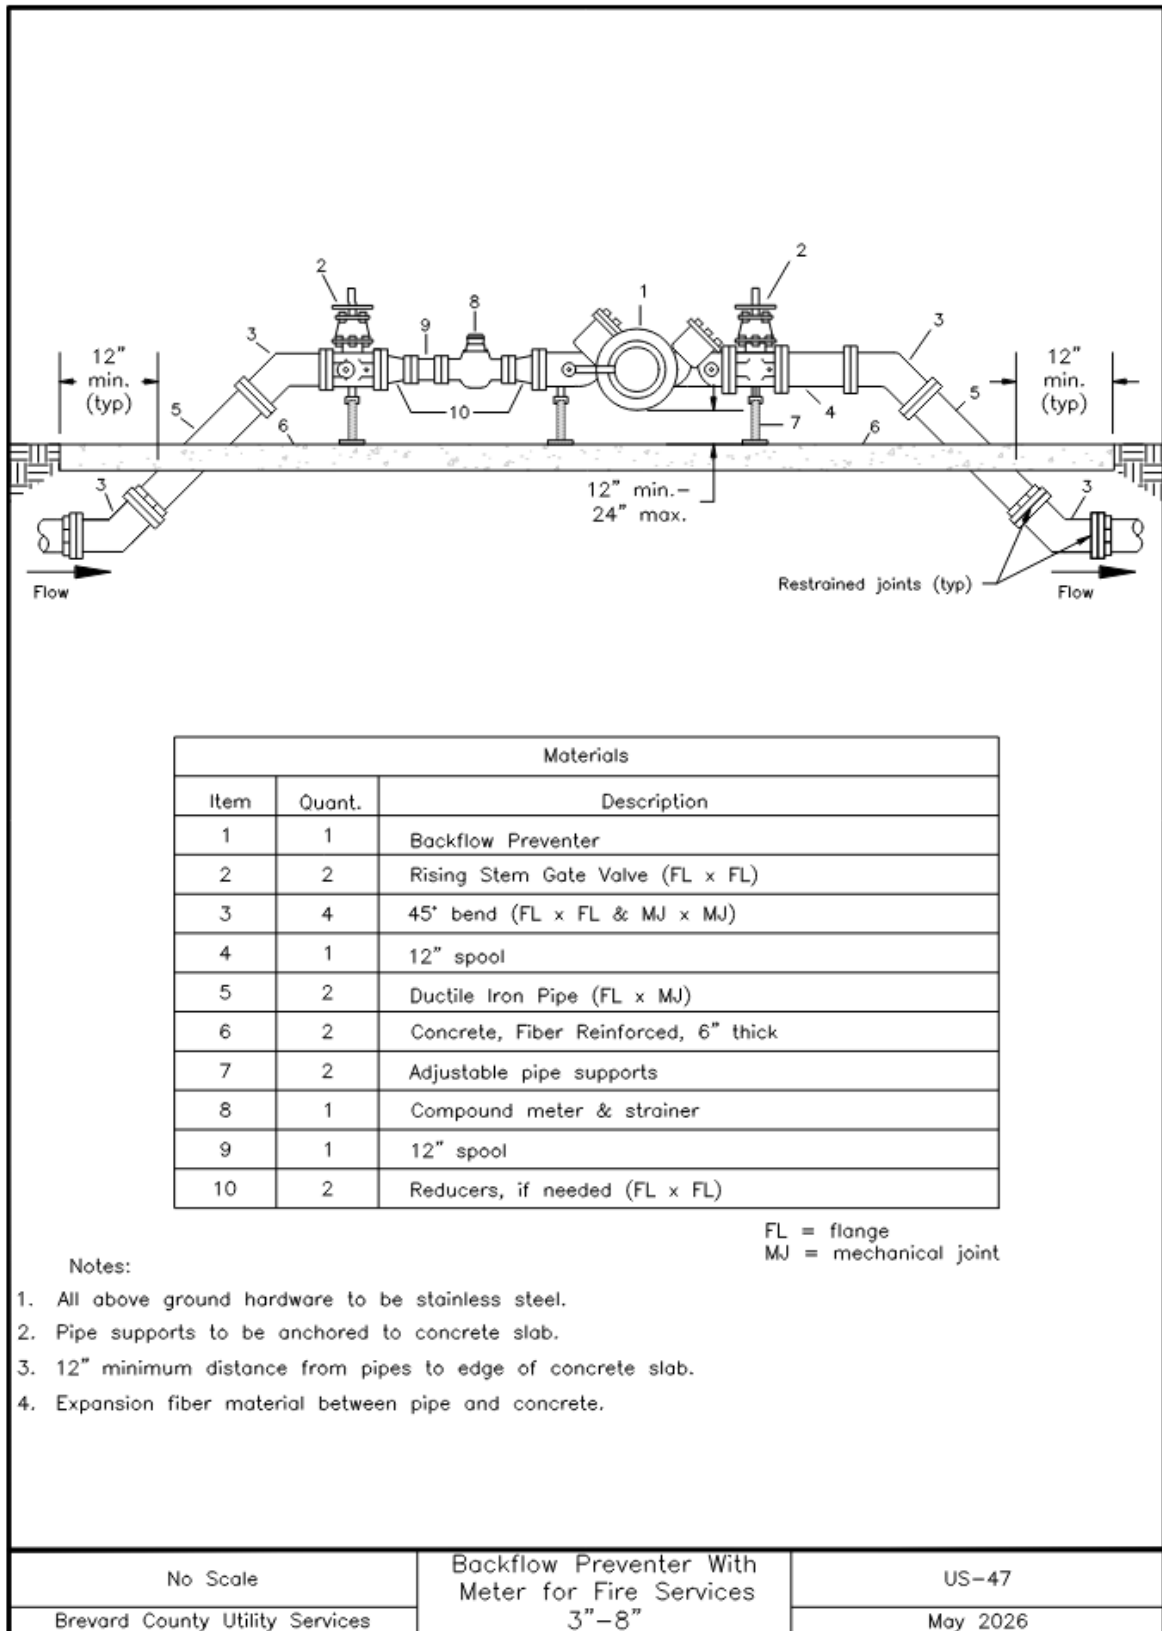 2
2
1
8
9
3
3
12"
min.
(typ)
12"
min.
(typ)
5
5
10
4
7
6
6
3
3
12" min.–
24" max.
Restrained joints (typ)
Flow
Flow
Materials
Item Quant. Description
1 1 Backflow Preventer
2 2 Rising Stem Gate Valve (FL x FL)
3 4 45° bend (FL x FL & MJ x MJ)
4 1 12" spool
5 2 Ductile Iron Pipe (FL x MJ)
6 2 Concrete, Fiber Reinforced, 6" thick
7 2 Adjustable pipe supports
8 1 Compound meter & strainer
9 1 12" spool
10 2 Reducers, if needed (FL x FL)
FL = flange
MJ = mechanical joint
Notes:
1. All above ground hardware to be stainless steel.
2. Pipe supports to be anchored to concrete slab.
3. 12" minimum distance from pipes to edge of concrete slab.
4. Expansion fiber material between pipe and concrete.
No Scale
Brevard County Utility Services
Backflow Preventer With
Meter for Fire Services
3"–8"
US–47
May 2026